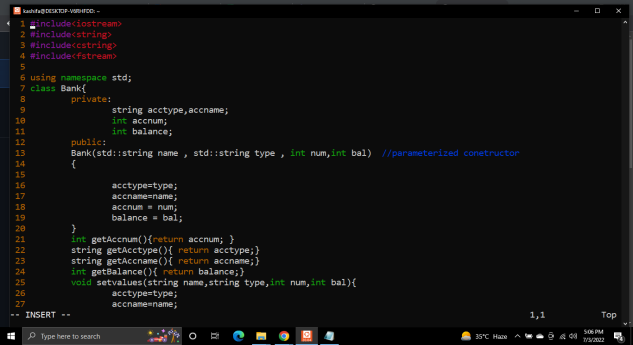 kashifa@DESKTOP-V6RHFDD: ~
1 #include<iostream>
2 #include<string>
3 #include<cstring>
4 #include<fstream>
5
6 using namespace std;
7 class Bank{
8 private:
9 string acctype,accname;
10 int accnum;
11 int balance;
12 public:
13 Bank(std::string name , std::string type , int num,int bal) //parameterized constructor
14 {
15
16 acctype=type;
17 accname=name;
18 accnum = num;
19 balance = bal;
20 }
21 int getAccnum(){return accnum; }
22 string getAcctype(){ return acctype;}
23 string getAccname(){ return accname;}
24 int getBalance(){ return balance;}
25 void setvalues(string name,string type,int num,int bal){
26 acctype=type;
27 accname=name;
-- INSERT -- 1,1 Top
Type here to search 35°C Haze 5:06 PM
7/3/2022